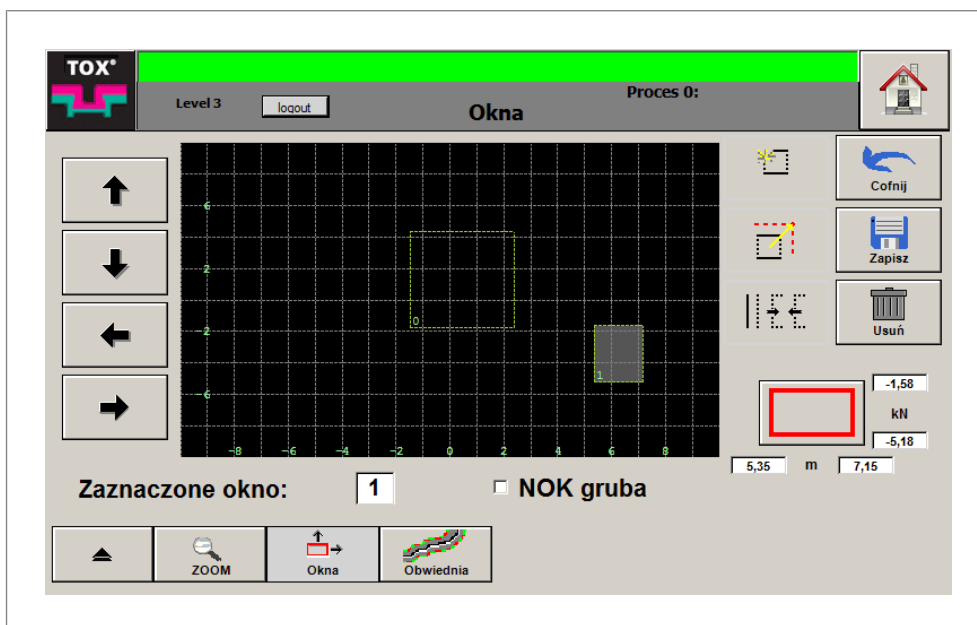 TOX®
Level 3
logout
Okna
Proces 0:
Cofnij
Zapisz
Usuń
6
2
-2
-6
0
1
-8
-6
-4
-2
0
2
4
6
8
-1,58
kN
-5,18
5,35
m
7,15
Zaznaczone okno:
1
NOK gruba
ZOOM
Okna
Obwiednia